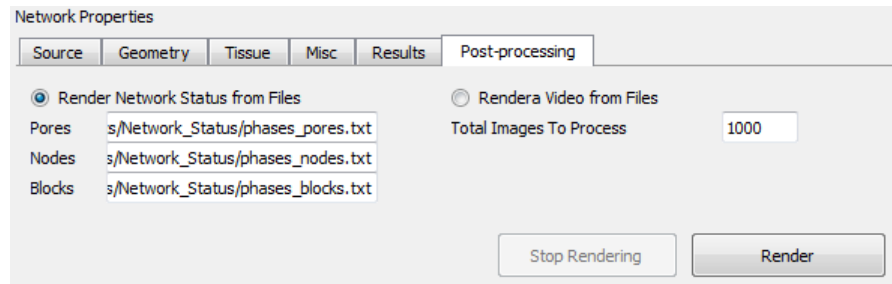 Network Properties
Source Geometry Tissue Misc Results Post-processing
Render Network Status from Files Rendera Video from Files
Pores s/Network_Status/phases_pores.txt Total Images To Process 1000
Nodes s/Network_Status/phases_nodes.txt
Blocks s/Network_Status/phases_blocks.txt
Stop Rendering Render